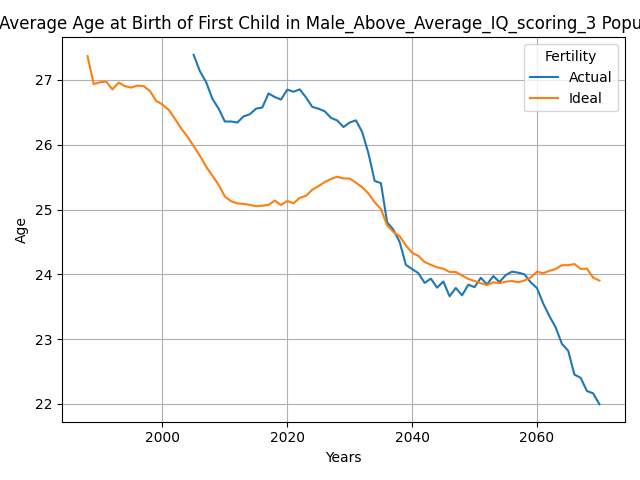 Average Age at Birth of First Child in Male_Above_Average_IQ_scoring_3 Popu
Fertility
Actual
Ideal
27
26
25
24
23
22
Age
2000 2020 2040 2060
Years